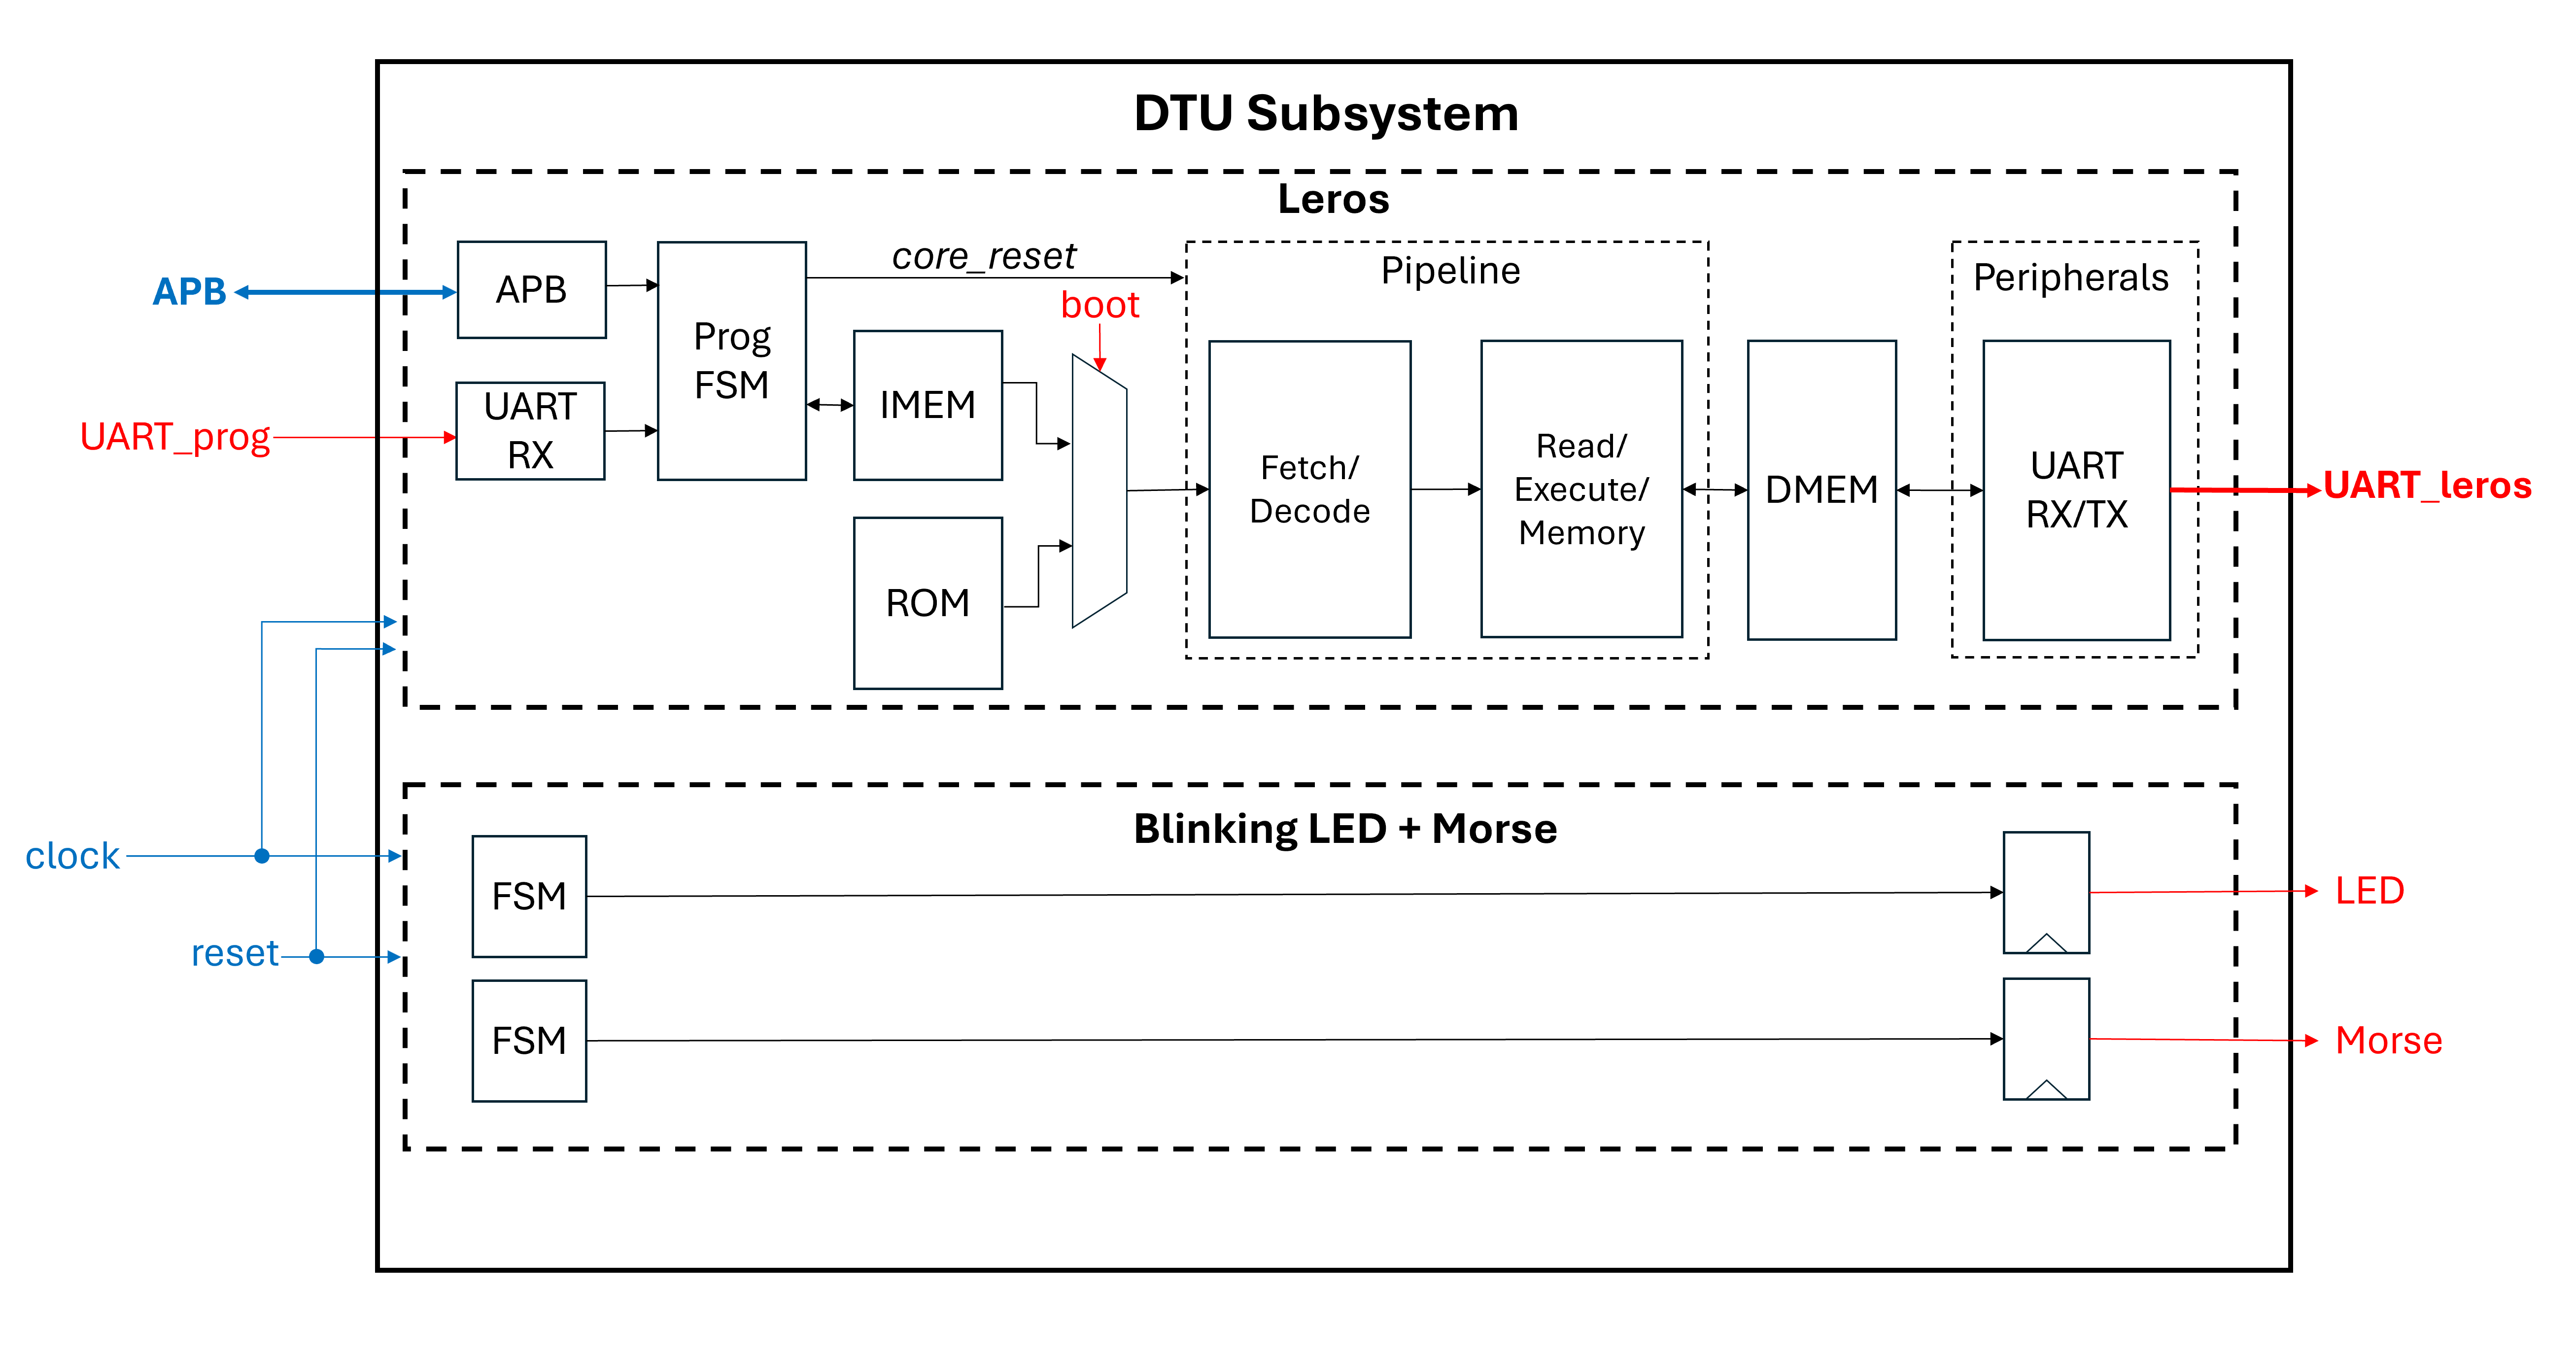 DTU Subsystem
Leros
APB
APB
Prog
FSM
core_reset
boot
Pipeline
Peripherals
UART_prog
UART
RX
IMEM
ROM
Fetch/
Decode
Read/
Execute/
Memory
DMEM
UART
RX/TX
UART_leros
clock
reset
Blinking LED + Morse
FSM
LED
FSM
Morse